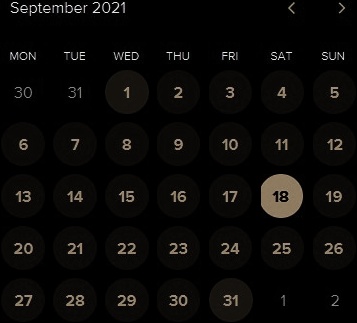 September 2021
MON TUE WED THU FRI SAT SUN
30 31 1 2 3 4 5
6 7 8 9 10 11 12
13 14 15 16 17 18 19
20 21 22 23 24 25 26
27 28 29 30 31 1 2